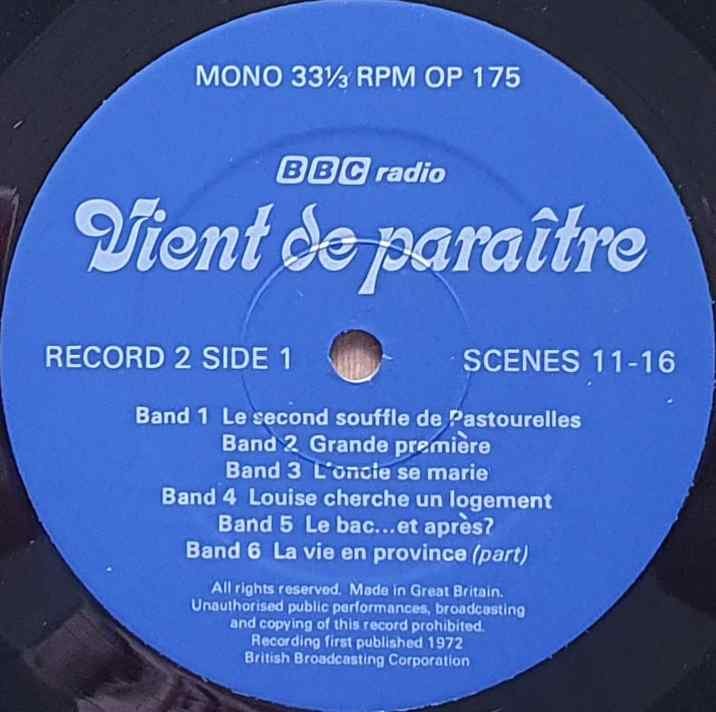 MONO 33⅓ RPM OP 175
BBC radio
Vient de paraître
RECORD 2 SIDE 1 SCENES 11-16
Band 1 Le second souffle de Pastourelles
Band 2 Grande première
Band 3 L'oncle se marie
Band 4 Louise cherche un logement
Band 5 Le bac...et après?
Band 6 La vie en province (part)
All rights reserved. Made in Great Britain.
Unauthorised public performances, broadcasting
and copying of this record prohibited.
Recording first published 1972
British Broadcasting Corporation